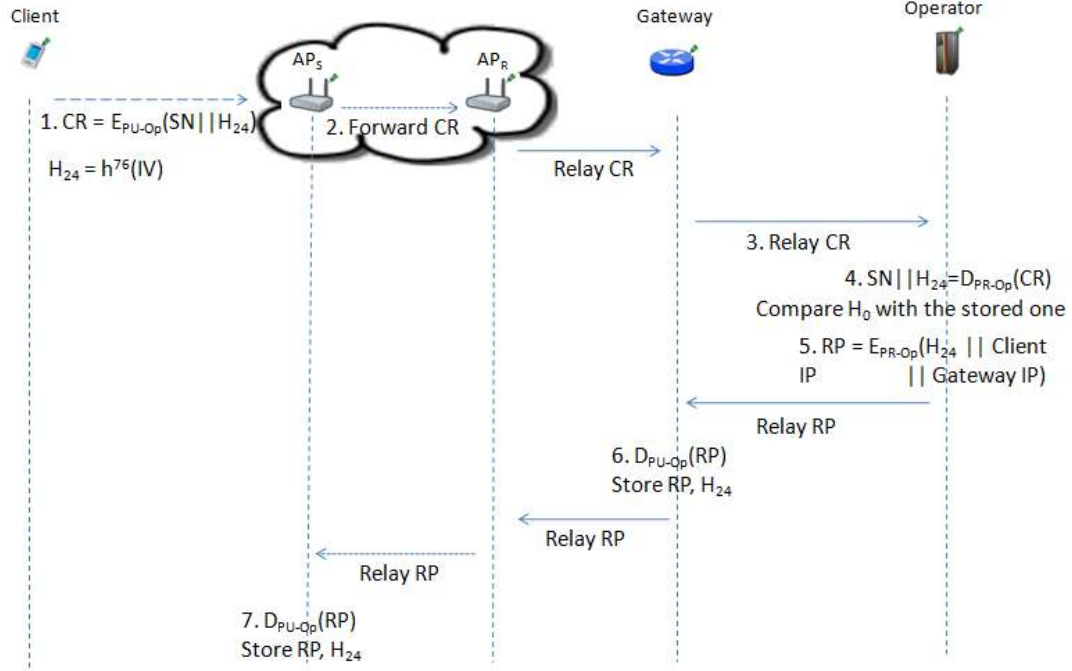 Client
Gateway
Operator
APS
APR
1. CR = EPU-Op(SN||H24)
2. Forward CR
H24 = h76(IV)
Relay CR
3. Relay CR
4. SN||H24=DPR-Op(CR)
Compare H0 with the stored one
5. RP = EPR-Op(H24 || Client
IP || Gateway IP)
Relay RP
6. DPU-Op(RP)
Store RP, H24
Relay RP
Relay RP
7. DPU-Op(RP)
Store RP, H24